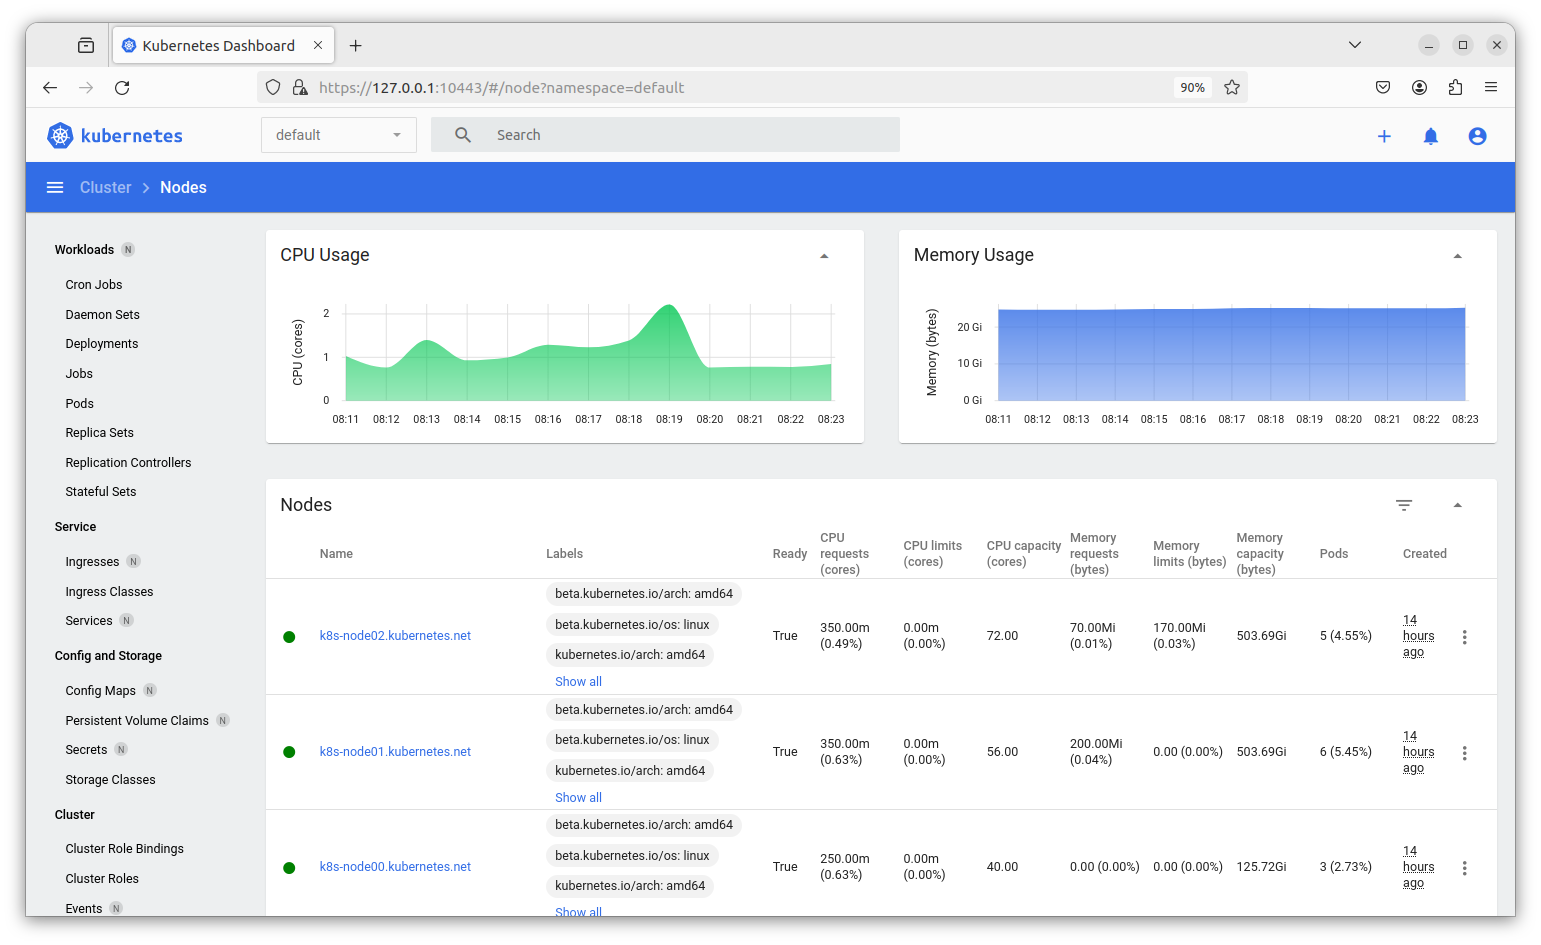 Kubernetes Dashboard
https://127.0.0.1:10443/#/node?namespace=default
90%
kubernetes
default
Search
Cluster
Nodes
Workloads N
Cron Jobs
Daemon Sets
Deployments
Jobs
Pods
Replica Sets
Replication Controllers
Stateful Sets
Service
Ingresses N
Ingress Classes
Services N
Config and Storage
Config Maps N
Persistent Volume Claims N
Secrets N
Storage Classes
Cluster
Cluster Role Bindings
Cluster Roles
Events N
CPU Usage
CPU (cores)
2
1
0
08:11 08:12 08:13 08:14 08:15 08:16 08:17 08:18 08:19 08:20 08:21 08:22 08:23
Memory Usage
Memory (bytes)
20 Gi
10 Gi
0 Gi
08:11 08:12 08:13 08:14 08:15 08:16 08:17 08:18 08:19 08:20 08:21 08:22 08:23
Nodes
Name
Labels
Ready
CPU
requests
(cores)
CPU limits
(cores)
CPU capacity
(cores)
Memory
requests
(bytes)
Memory
limits (bytes)
Memory
capacity
(bytes)
Pods
Created
k8s-node02.kubernetes.net
beta.kubernetes.io/arch: amd64
beta.kubernetes.io/os: linux
kubernetes.io/arch: amd64
Show all
True
350.00m
(0.49%)
0.00m
(0.00%)
72.00
70.00Mi
(0.01%)
170.00Mi
(0.03%)
503.69Gi
5 (4.55%)
14
hours
ago
k8s-node01.kubernetes.net
beta.kubernetes.io/arch: amd64
beta.kubernetes.io/os: linux
kubernetes.io/arch: amd64
Show all
True
350.00m
(0.63%)
0.00m
(0.00%)
56.00
200.00Mi
(0.04%)
0.00 (0.00%)
503.69Gi
6 (5.45%)
14
hours
ago
k8s-node00.kubernetes.net
beta.kubernetes.io/arch: amd64
beta.kubernetes.io/os: linux
kubernetes.io/arch: amd64
Show all
True
250.00m
(0.63%)
0.00m
(0.00%)
40.00
0.00 (0.00%)
0.00 (0.00%)
125.72Gi
3 (2.73%)
14
hours
ago